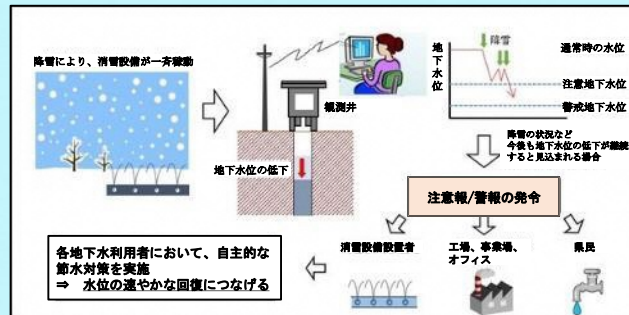 降雪により、消雪設備が一斉稼動
観測井
地下水位の低下
地下水位
降雪
通常時の水位
注意地下水位
警戒地下水位
降雪の状況など
今後も地下水位の低下が継続
すると見込まれる場合
注意報/警報の発令
消雪設備設置者
工場、事業場、
オフィス
県民
各地下水利用者において、自主的な
節水対策を実施
⇒ 水位の速やかな回復につなげる